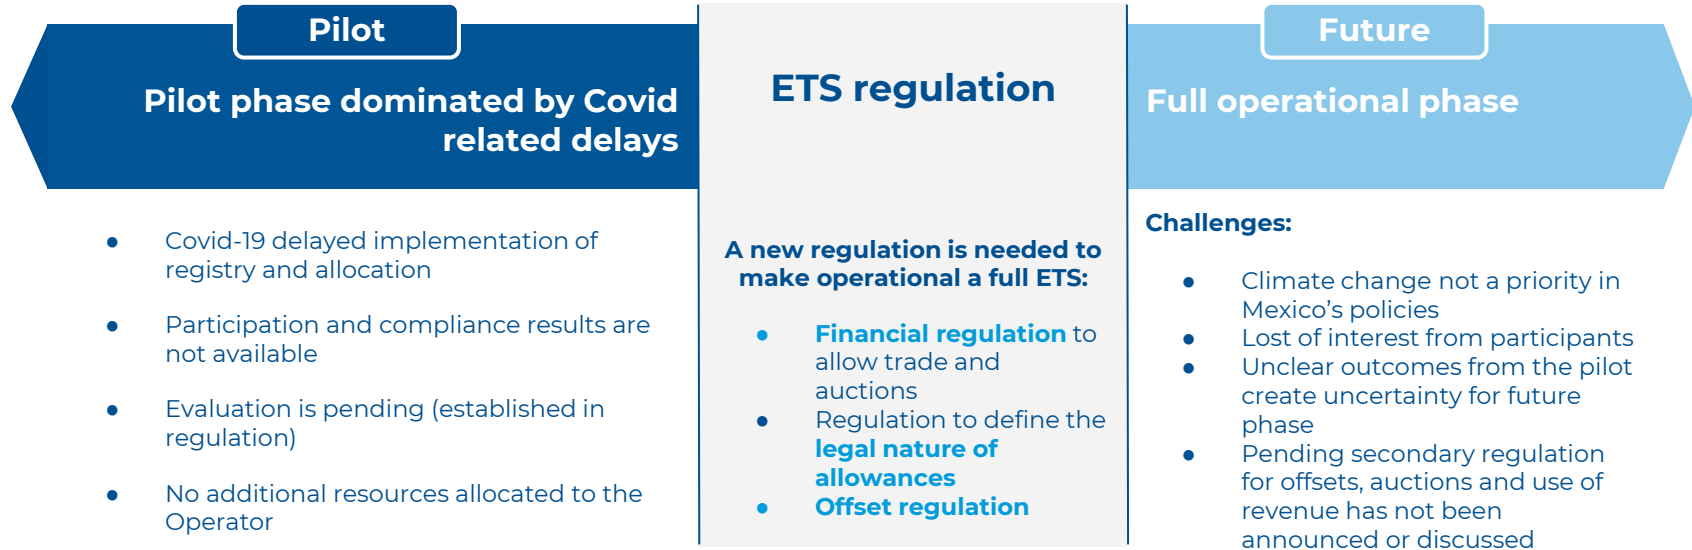 Pilot
Pilot phase dominated by Covid
related delays
● Covid-19 delayed implementation of
registry and allocation
● Participation and compliance results are
not available
● Evaluation is pending (established in
regulation)
● No additional resources allocated to the
Operator
ETS regulation
A new regulation is needed to
make operational a full ETS:
● Financial regulation to
allow trade and
auctions
● Regulation to define the
legal nature of
allowances
● Offset regulation
Future
Full operational phase
Challenges:
● Climate change not a priority in
Mexico’s policies
● Lost of interest from participants
● Unclear outcomes from the pilot
create uncertainty for future
phase
● Pending secondary regulation
for offsets, auctions and use of
revenue has not been
announced or discussed